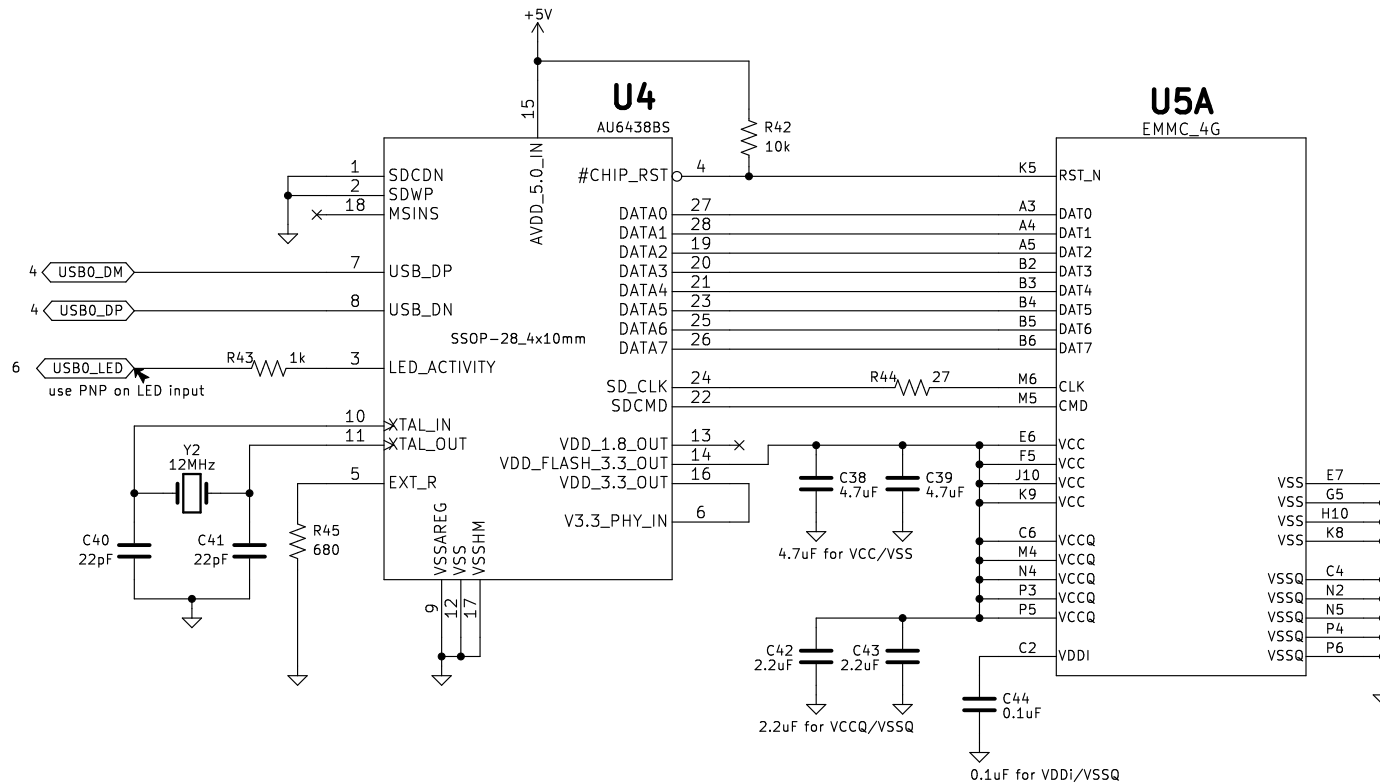 +5V
U4
AU6438BS
15
AVDD_5.0_IN
R42
10k
U5A
EMMC_4G
1 SDCDN
2 SDWP
18 MSINS
#CHIP_RST 4
K5 RST_N
DATA0 27
DATA1 28
DATA2 19
DATA3 20
DATA4 21
DATA5 23
DATA6 25
DATA7 26
A3 DAT0
A4 DAT1
A5 DAT2
B2 DAT3
B3 DAT4
B4 DAT5
B5 DAT6
B6 DAT7
4 USB0_DM
7 USB_DP
4 USB0_DP
8 USB_DN
SSOP-28_4x10mm
6 USB0_LED
R43 1k
3 LED_ACTIVITY
use PNP on LED input
SD_CLK 24
R44 27
M6 CLK
SDCMD 22
M5 CMD
10 XTAL_IN
11 XTAL_OUT
Y2
12MHz
5 EXT_R
VDD_1.8_OUT 13
VDD_FLASH_3.3_OUT 14
VDD_3.3_OUT 16
V3.3_PHY_IN 6
E6 VCC
F5 VCC
J10 VCC
K9 VCC
C38
4.7uF
C39
4.7uF
4.7uF for VCC/VSS
VSS E7
VSS G5
VSS H10
VSS K8
C40
22pF
C41
22pF
R45
680
VSSAREG
VSS
VSSHM
9
12
17
C6 VCCQ
M4 VCCQ
N4 VCCQ
P3 VCCQ
P5 VCCQ
VSSQ C4
VSSQ N2
VSSQ N5
VSSQ P4
VSSQ P6
C42
2.2uF
C43
2.2uF
C2 VDDI
2.2uF for VCCQ/VSSQ
C44
0.1uF
0.1uF for VDDi/VSSQ